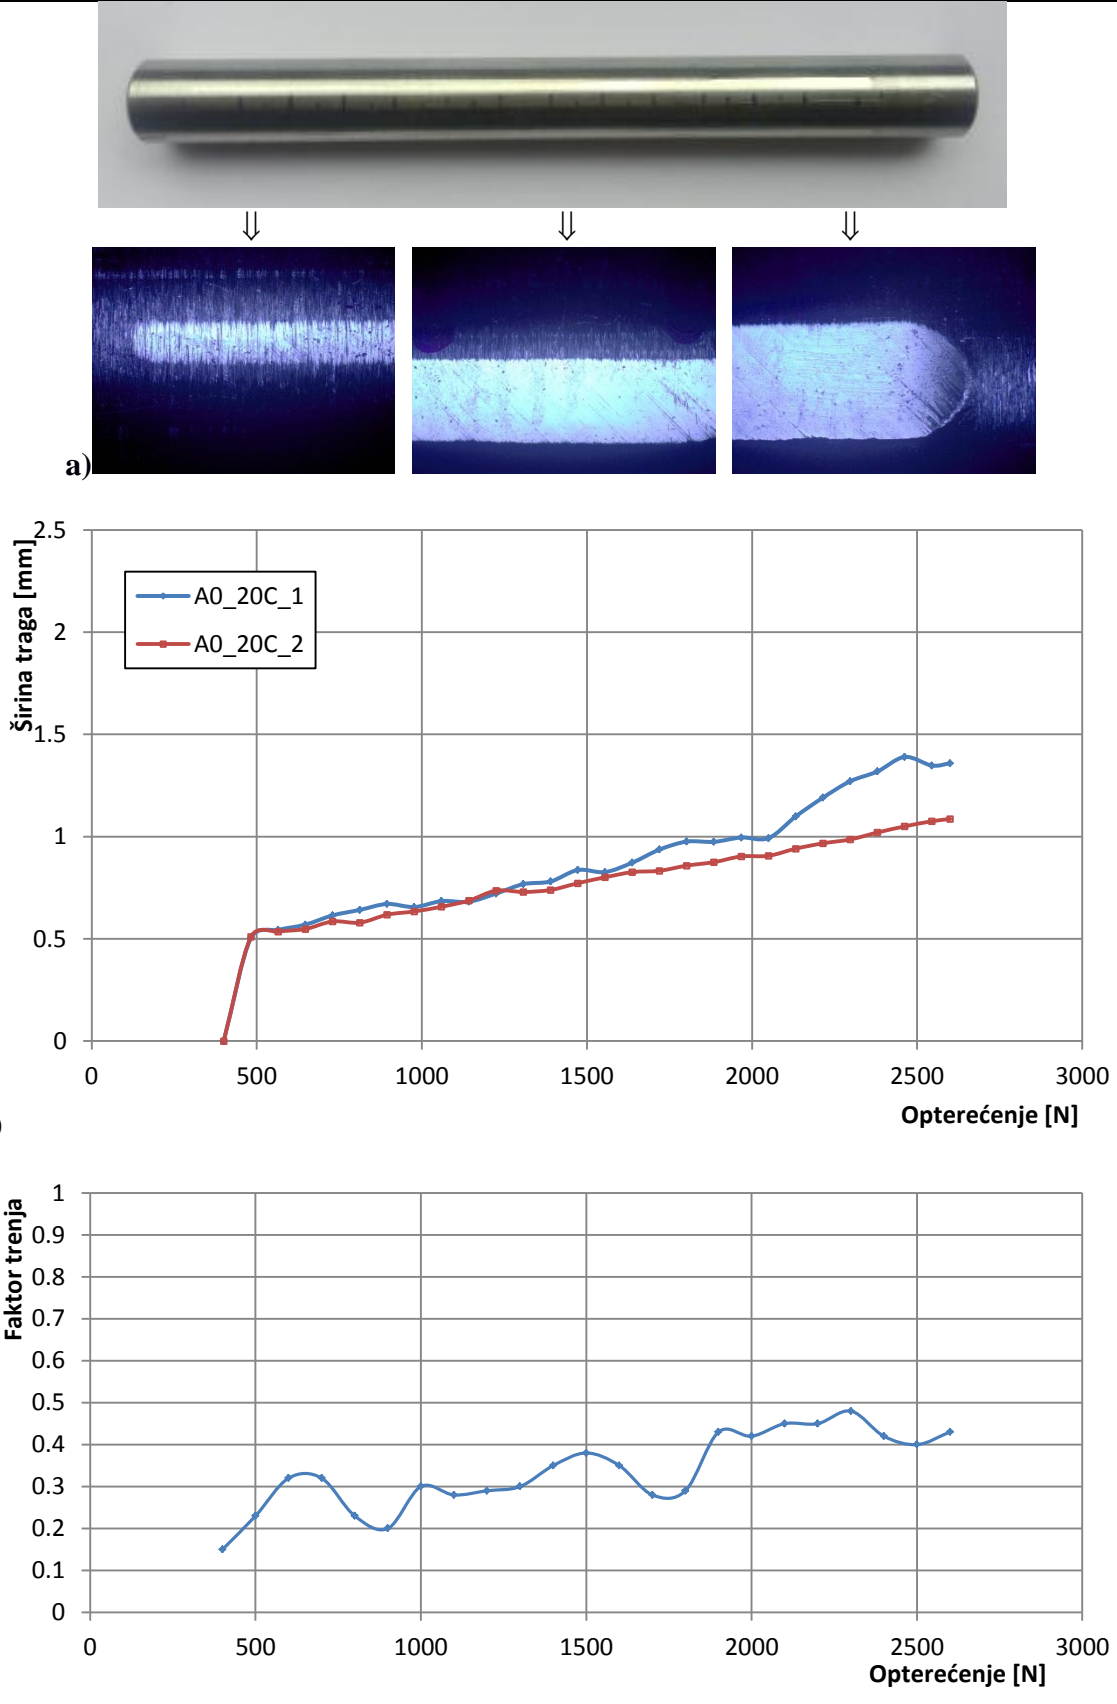 ⇓ ⇓ ⇓
a)
2.5
2
1.5
1
0.5
0
Širina traga [mm]
A0_20C_1
A0_20C_2
0 500 1000 1500 2000 2500 3000
Opterećenje [N]
)
1
0.9
0.8
0.7
0.6
0.5
0.4
0.3
0.2
0.1
0
Faktor trenja
0 500 1000 1500 2000 2500 3000
Opterećenje [N]